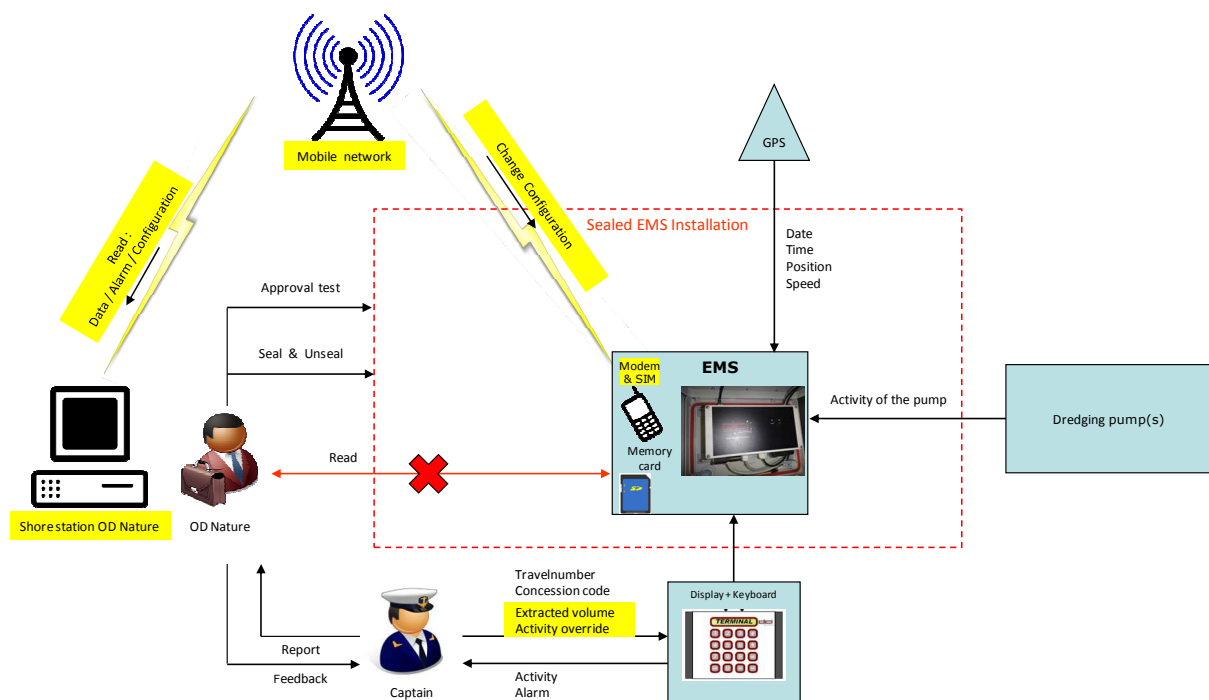 Mobile network
GPS
Change Configuration
Read :
Data / Alarm / Configuration
Sealed EMS Installation
Date
Time
Position
Speed
Approval test
Seal & Unseal
Modem
& SIM
EMS
Activity of the pump
Dredging pump(s)
Memory
card
Read
Shore station OD Nature
OD Nature
Travelnumber
Concession code
Extracted volume
Activity override
Display + Keyboard
TERMINAL
Report
Feedback
Captain
Activity
Alarm